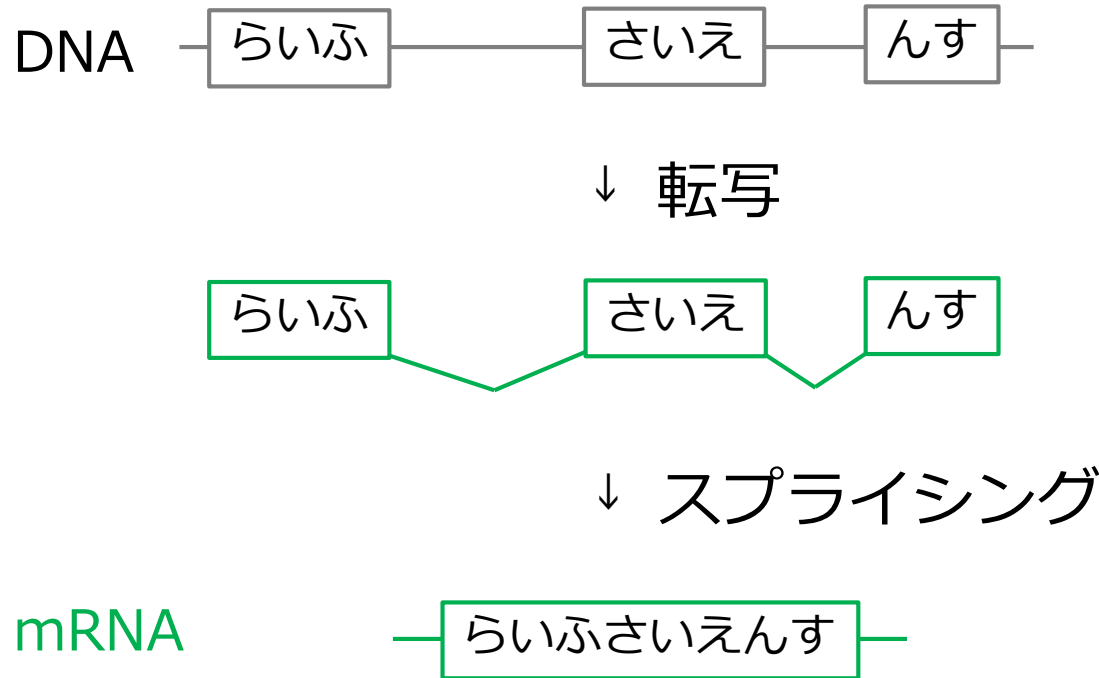 DNA らいふ さいえ んす
↓ 転写
らいふ さいえ んす
↓ スプライシング
mRNA らいふさいえんす